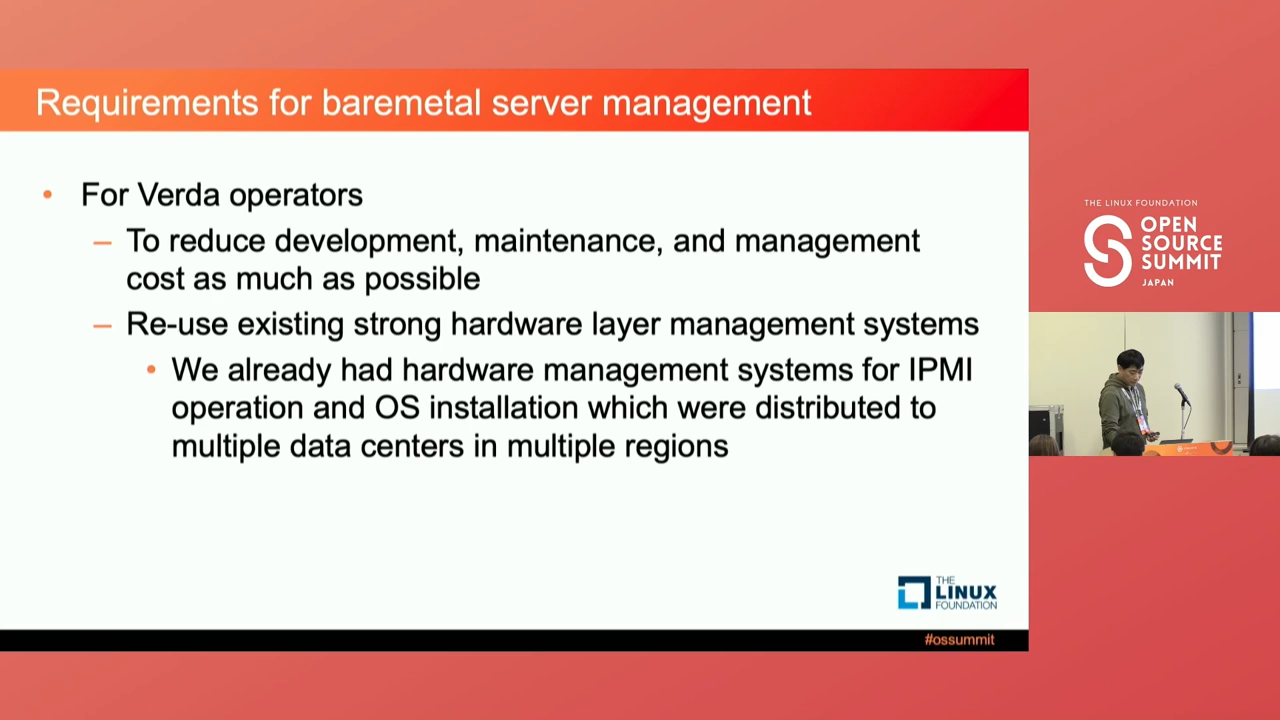 Requirements for baremetal server management
• For Verda operators
– To reduce development, maintenance, and management
cost as much as possible
– Re-use existing strong hardware layer management systems
• We already had hardware management systems for IPMI
operation and OS installation which were distributed to
multiple data centers in multiple regions
THE
LINUX
FOUNDATION
#ossummit
THE LINUX FOUNDATION
OPEN
SOURCE
SUMMIT
JAPAN